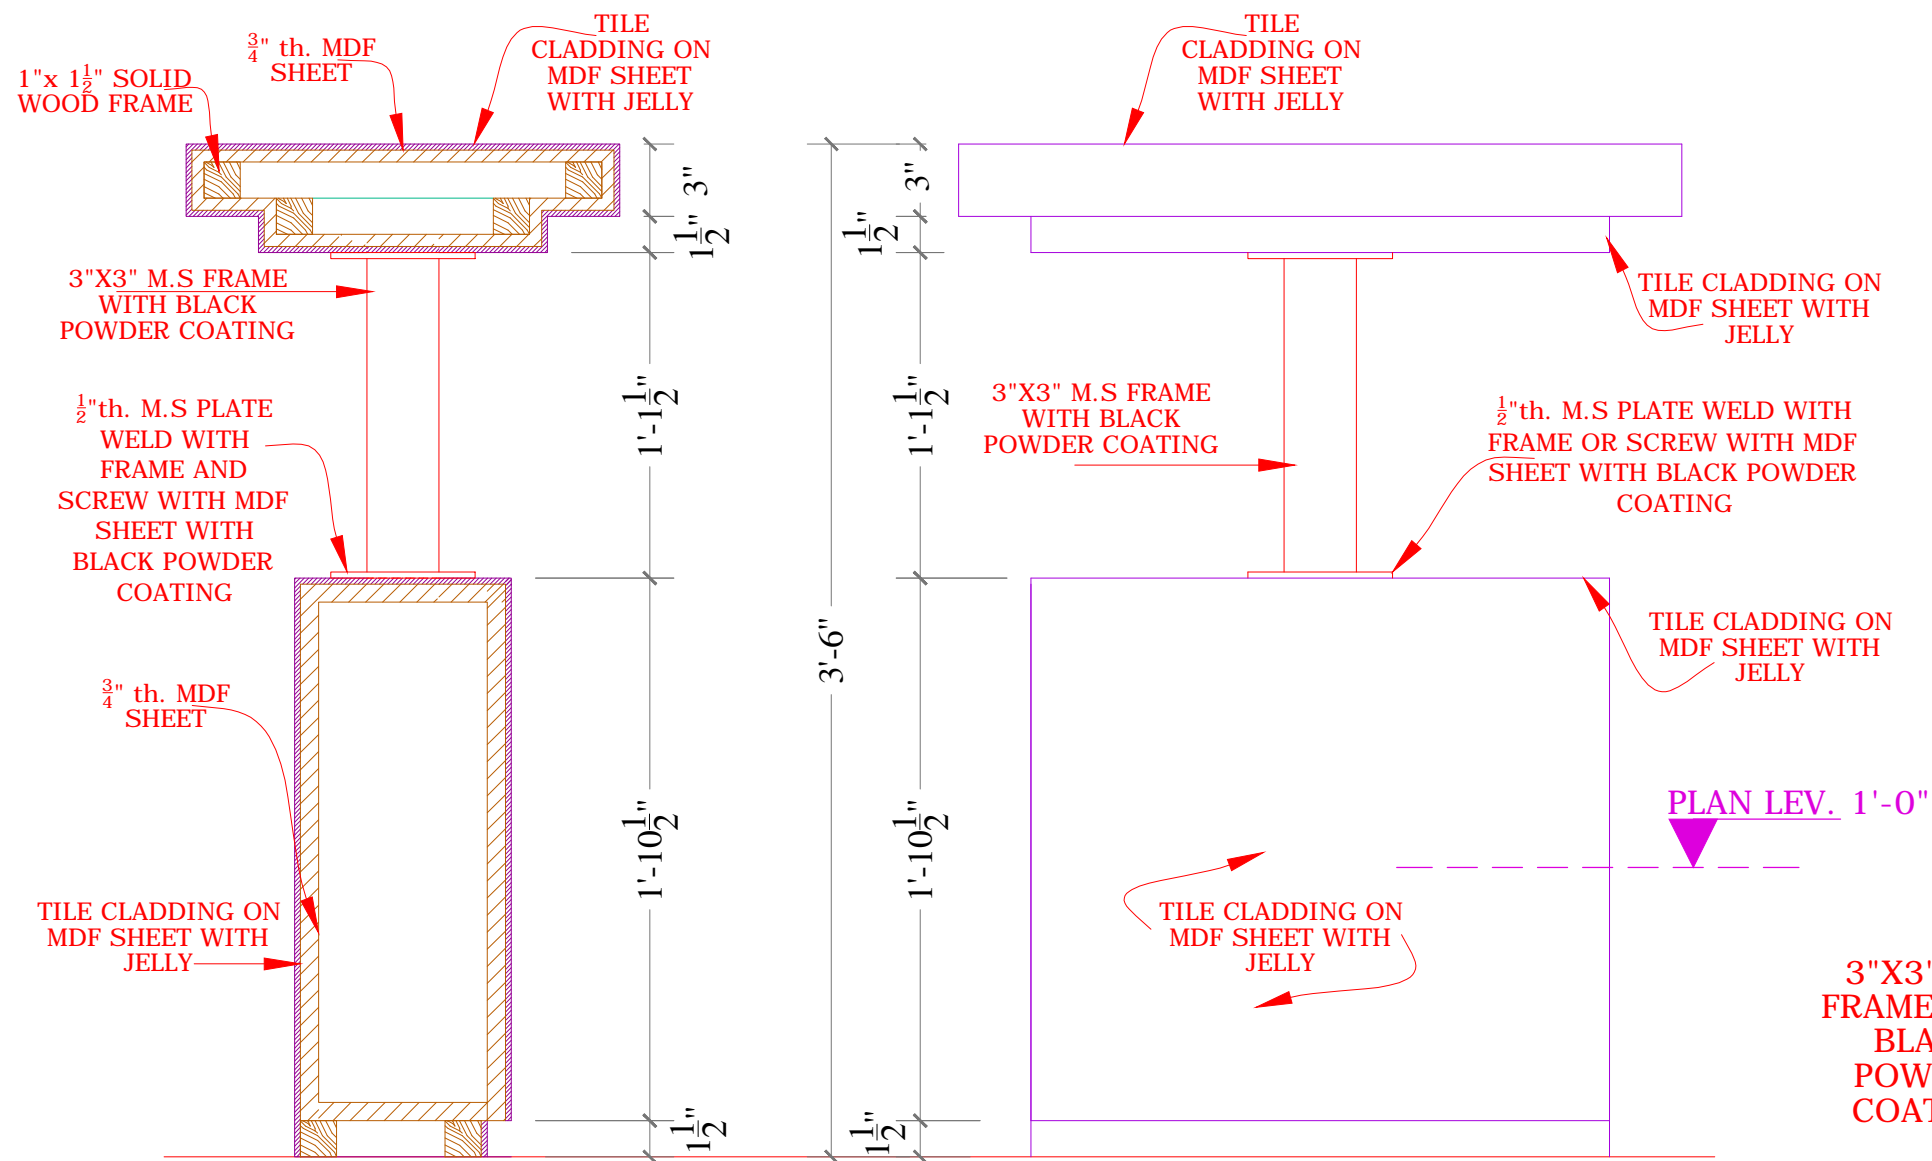 TILE
CLADDING ON
MDF SHEET
WITH JELLY
3/4" th. MDF
SHEET
1"x 1 1/2" SOLID
WOOD FRAME
3"X3" M.S FRAME
WITH BLACK
POWDER COATING
1/2"th. M.S PLATE
WELD WITH
FRAME AND
SCREW WITH MDF
SHEET WITH
BLACK POWDER
COATING
3/4" th. MDF
SHEET
TILE CLADDING ON
MDF SHEET WITH
JELLY
3"
1 1/2"
1'-1 1/2"
1'-10 1/2"
1 1/2"
3'-6"
3"
1 1/2"
1'-1 1/2"
1'-10 1/2"
1 1/2"
TILE
CLADDING ON
MDF SHEET
WITH JELLY
TILE CLADDING ON
MDF SHEET WITH
JELLY
3"X3" M.S FRAME
WITH BLACK
POWDER COATING
1/2"th. M.S PLATE WELD WITH
FRAME OR SCREW WITH MDF
SHEET WITH BLACK POWDER
COATING
TILE CLADDING ON
MDF SHEET WITH
JELLY
PLAN LEV. 1'-0"
TILE CLADDING ON
MDF SHEET WITH
JELLY
3"X3"
FRAME
BLA
POW
COAT